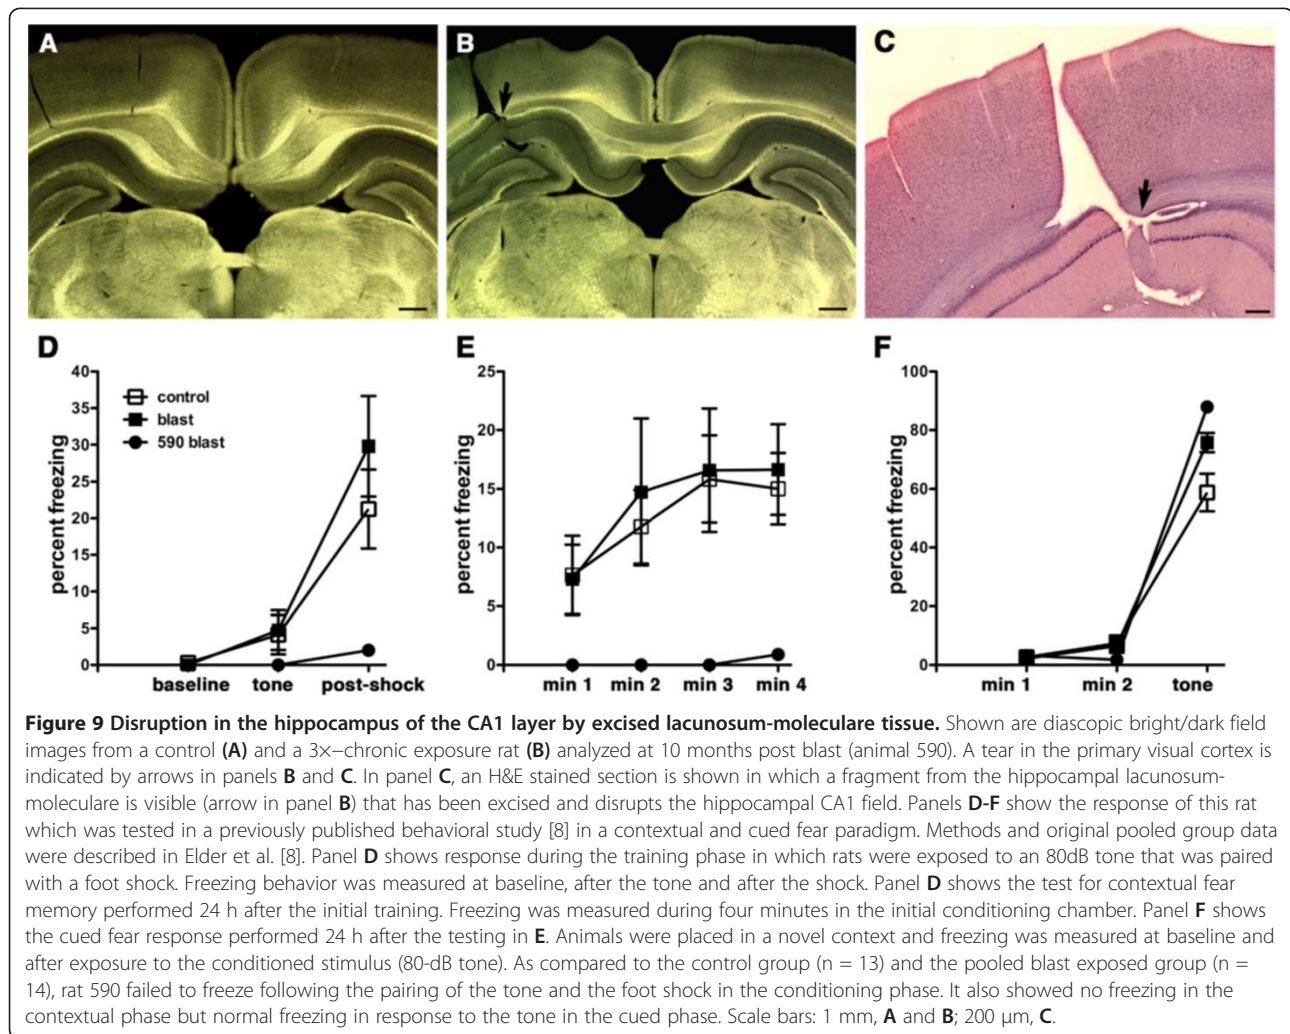 A
B
C
D
E
F
40
35
30
25
20
15
10
5
0
percent freezing
control
blast
590 blast
baseline tone post-shock
25
20
15
10
5
0
percent freezing
min 1 min 2 min 3 min 4
100
80
60
40
20
0
percent freezing
min 1 min 2 tone
Figure 9 Disruption in the hippocampus of the CA1 layer by excised lacunosum-moleculare tissue. Shown are diascopic bright/dark field
images from a control (A) and a 3×–chronic exposure rat (B) analyzed at 10 months post blast (animal 590). A tear in the primary visual cortex is
indicated by arrows in panels B and C. In panel C, an H&E stained section is shown in which a fragment from the hippocampal lacunosum-
moleculare is visible (arrow in panel B) that has been excised and disrupts the hippocampal CA1 field. Panels D-F show the response of this rat
which was tested in a previously published behavioral study [8] in a contextual and cued fear paradigm. Methods and original pooled group data
were described in Elder et al. [8]. Panel D shows response during the training phase in which rats were exposed to an 80dB tone that was paired
with a foot shock. Freezing behavior was measured at baseline, after the tone and after the shock. Panel D shows the test for contextual fear
memory performed 24 h after the initial training. Freezing was measured during four minutes in the initial conditioning chamber. Panel F shows
the cued fear response performed 24 h after the testing in E. Animals were placed in a novel context and freezing was measured at baseline and
after exposure to the conditioned stimulus (80-dB tone). As compared to the control group (n = 13) and the pooled blast exposed group (n =
14), rat 590 failed to freeze following the pairing of the tone and the foot shock in the conditioning phase. It also showed no freezing in the
contextual phase but normal freezing in response to the tone in the cued phase. Scale bars: 1 mm, A and B; 200 μm, C.